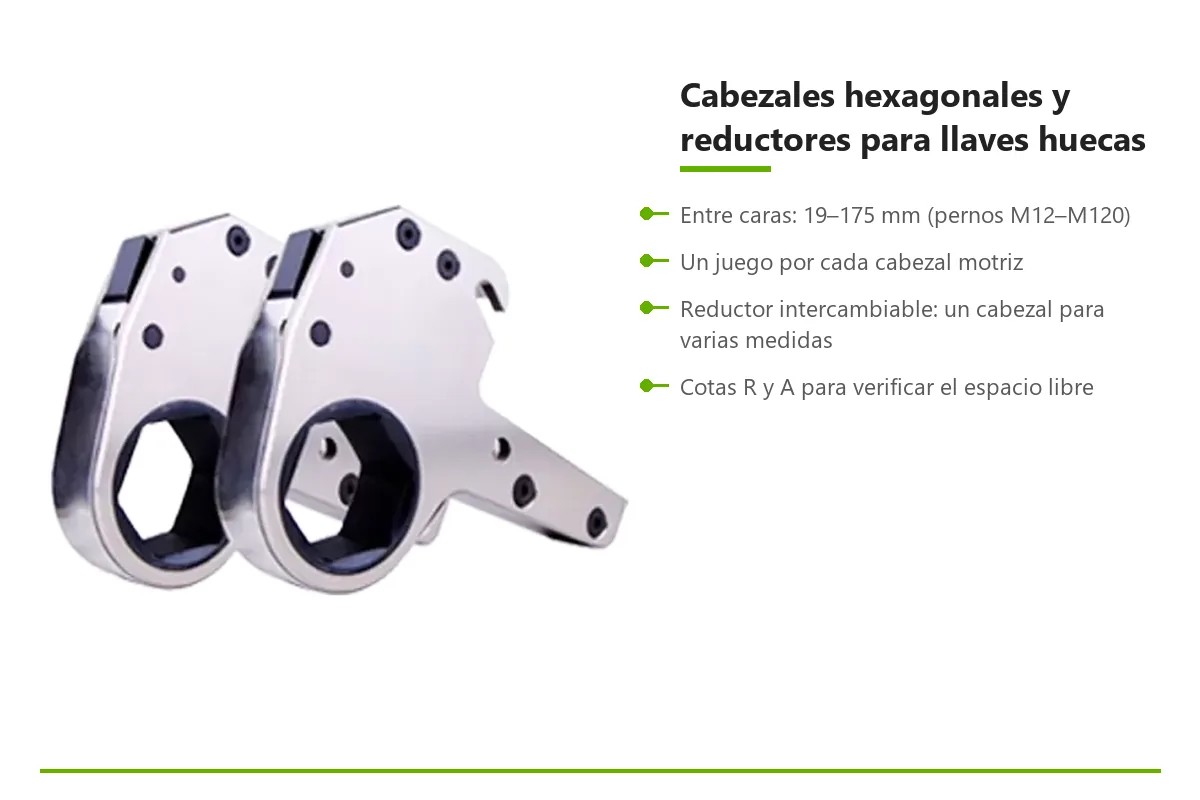 Cabezales hexagonales y
reductores para llaves huecas
Entre caras: 19–175 mm (pernos M12–M120)
Un juego por cada cabezal motriz
Reductor intercambiable: un cabezal para
varias medidas
Cotas R y A para verificar el espacio libre